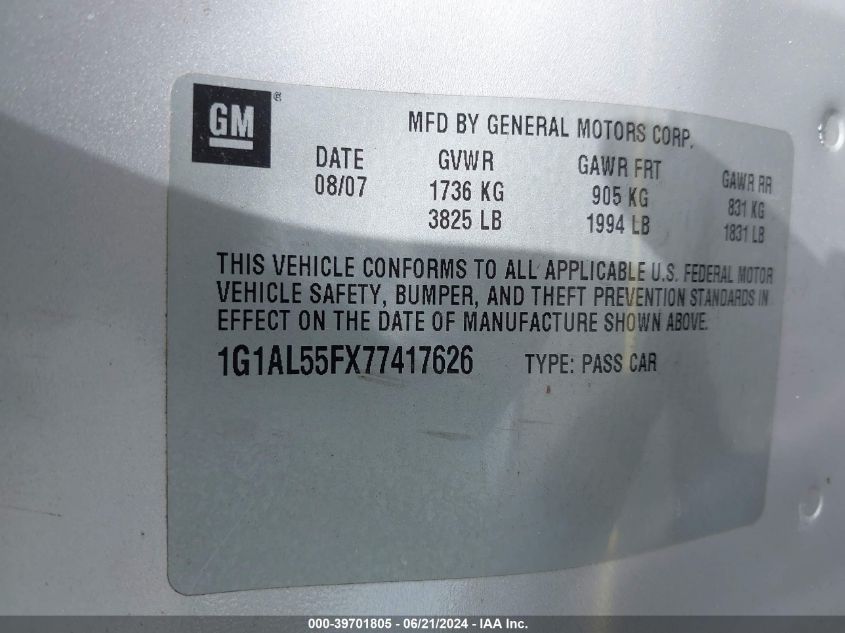 GM®
MFD BY GENERAL MOTORS CORP.
DATE GVWR GAWR FRT GAWR RR
08/07 1736 KG 905 KG 831 KG
3825 LB 1994 LB 1831 LB
THIS VEHICLE CONFORMS TO ALL APPLICABLE U.S. FEDERAL MOTOR
VEHICLE SAFETY, BUMPER, AND THEFT PREVENTION STANDARDS IN
EFFECT ON THE DATE OF MANUFACTURE SHOWN ABOVE.
1G1AL55FX77417626 TYPE: PASS CAR
000-39701805 - 06/21/2024 - IAA Inc.